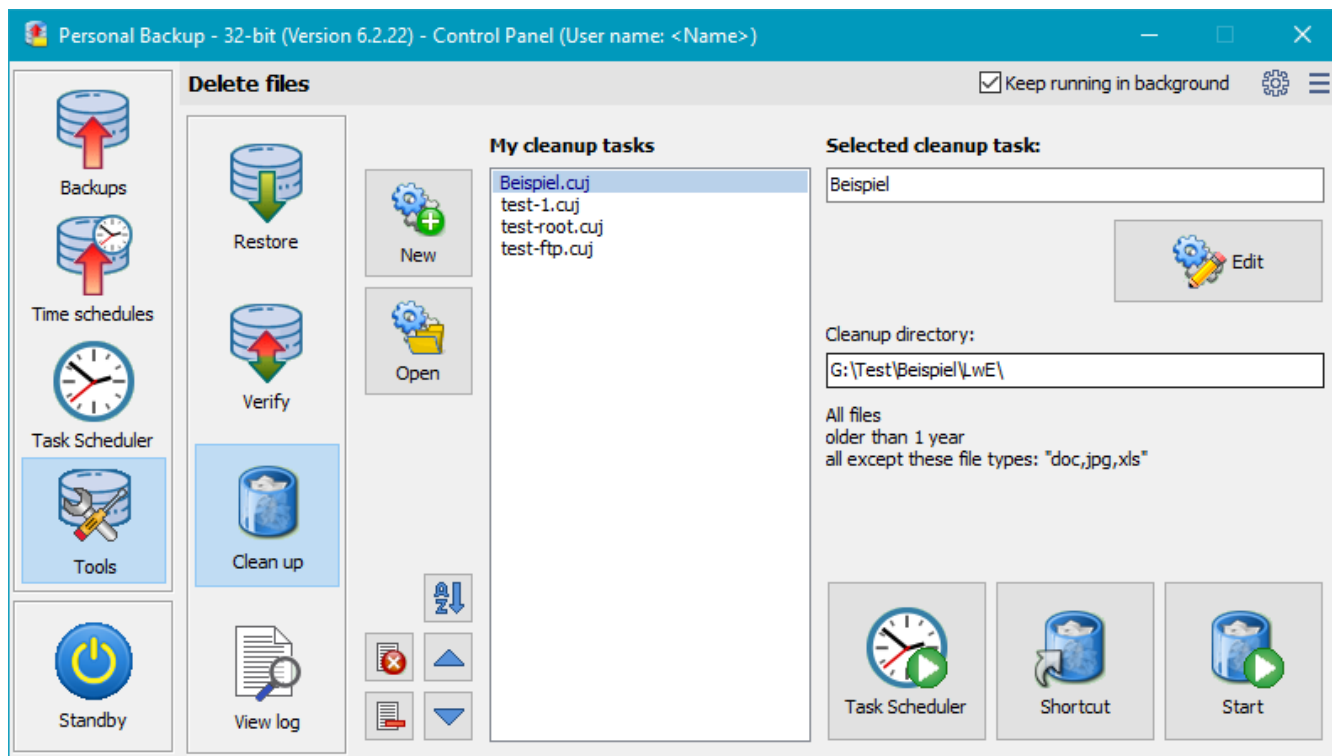 Personal Backup - 32-bit (Version 6.2.22) - Control Panel (User name: <Name>)
Delete files
Keep running in background
Backups
Time schedules
Task Scheduler
Tools
Standby
Restore
Verify
Clean up
View log
New
Open
My cleanup tasks
Beispiel.cuj
test-1.cuj
test-root.cuj
test-ftp.cuj
Selected cleanup task:
Beispiel
Edit
Cleanup directory:
G:\Test\Beispiel\LwE\
All files
older than 1 year
all except these file types: "doc,jpg,xls"
A
Z
Task Scheduler
Shortcut
Start